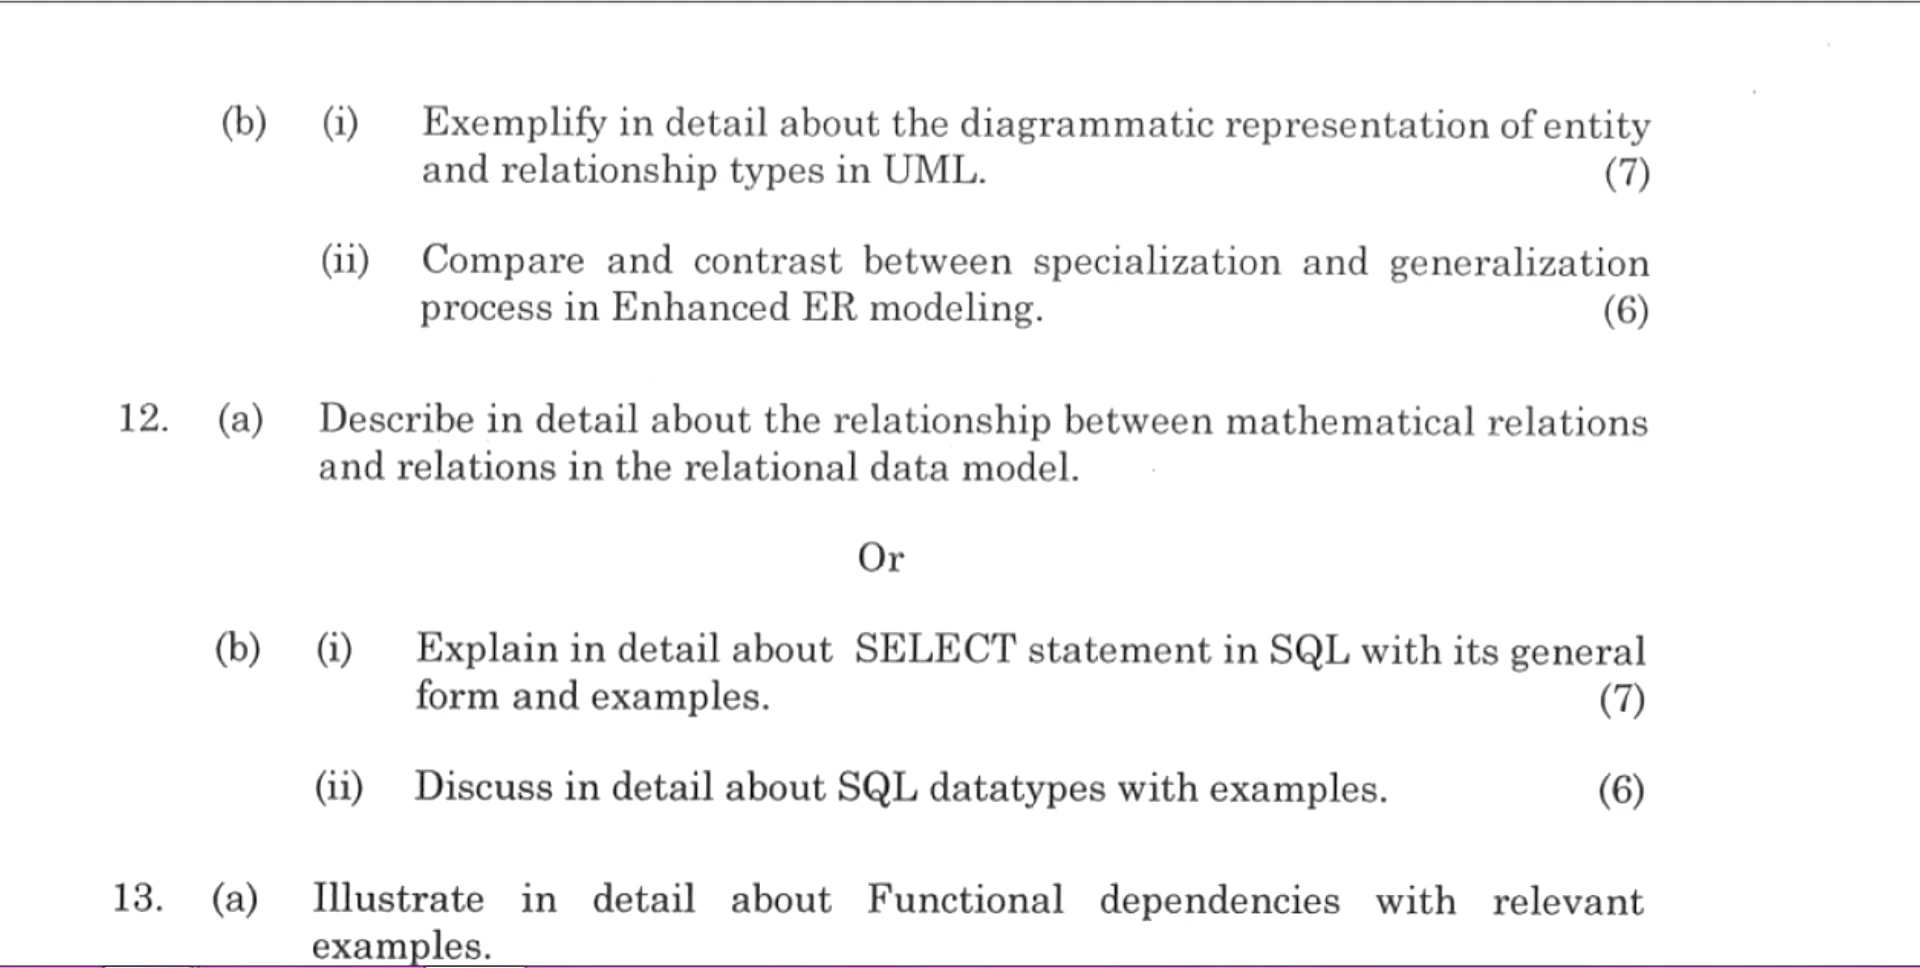 (b) (i) Exemplify in detail about the diagrammatic representation of entity
and relationship types in UML. (7)
(ii) Compare and contrast between specialization and generalization
process in Enhanced ER modeling. (6)
12. (a) Describe in detail about the relationship between mathematical relations
and relations in the relational data model.
Or
(b) (i) Explain in detail about SELECT statement in SQL with its general
form and examples. (7)
(ii) Discuss in detail about SQL datatypes with examples. (6)
13. (a) Illustrate in detail about Functional dependencies with relevant
examples.